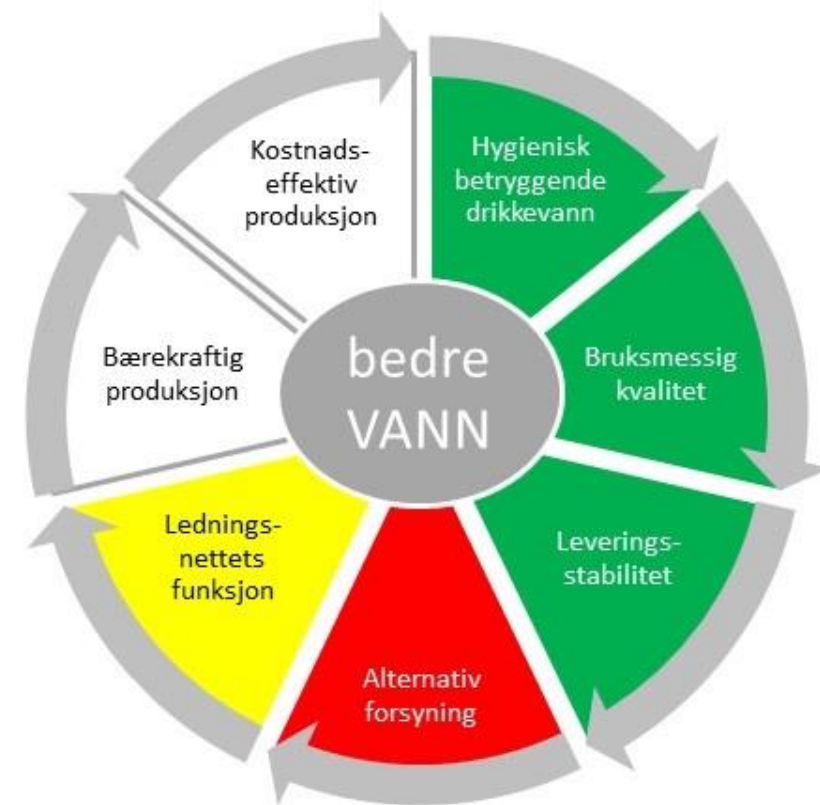 Hygienisk
betryggende
drikkevann
Bruksmessig
kvalitet
Leverings-
stabilitet
Alternativ
forsyning
Lednings-
nettets
funksjon
Bærekraftig
produksjon
Kostnads-
effektiv
produksjon
bedre
VANN